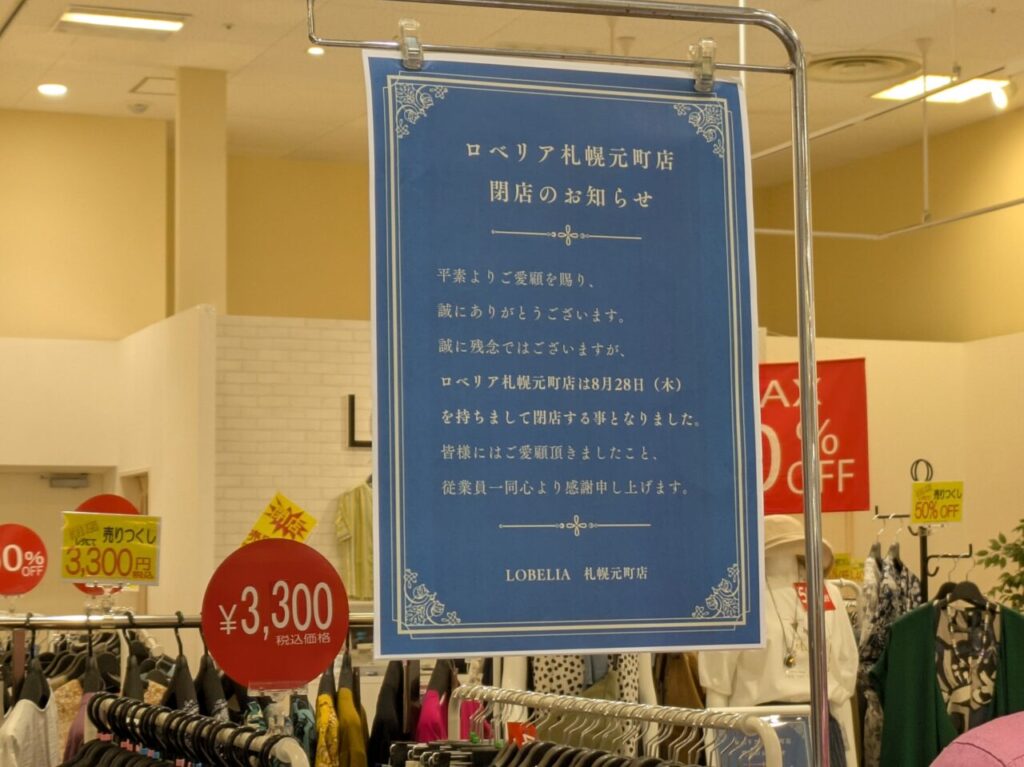 ロベリア札幌元町店
閉店のお知らせ
平素よりご愛顧を賜り、
誠にありがとうございます。
誠に残念ではございますが、
ロベリア札幌元町店は8月28日（木）
を持ちまして閉店する事となりました。
皆様にはご愛顧頂きましたこと、
従業員一同心より感謝申し上げます。
LOBELIA 札幌元町店
AX
0%
OFF
売りつくし
50%OFF
0%
OFF
売りつくし
3,300円
税込
¥3,300
税込価格